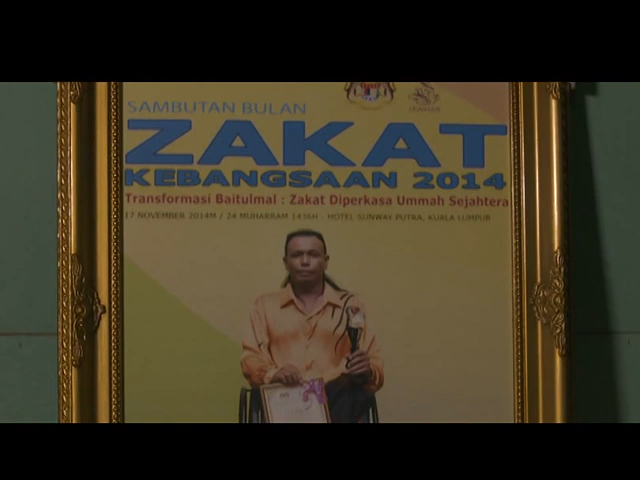 SAMBUTAN BULAN
ZAKAT
KEBANGSAAN 2014
Transformasi Baitulmal : Zakat Diperkasa Ummah Sejahtera
17 NOVEMBER 2014M / 24 MUHARRAM 1436H - HOTEL SUNWAY PUTRA, KUALA LUMPUR